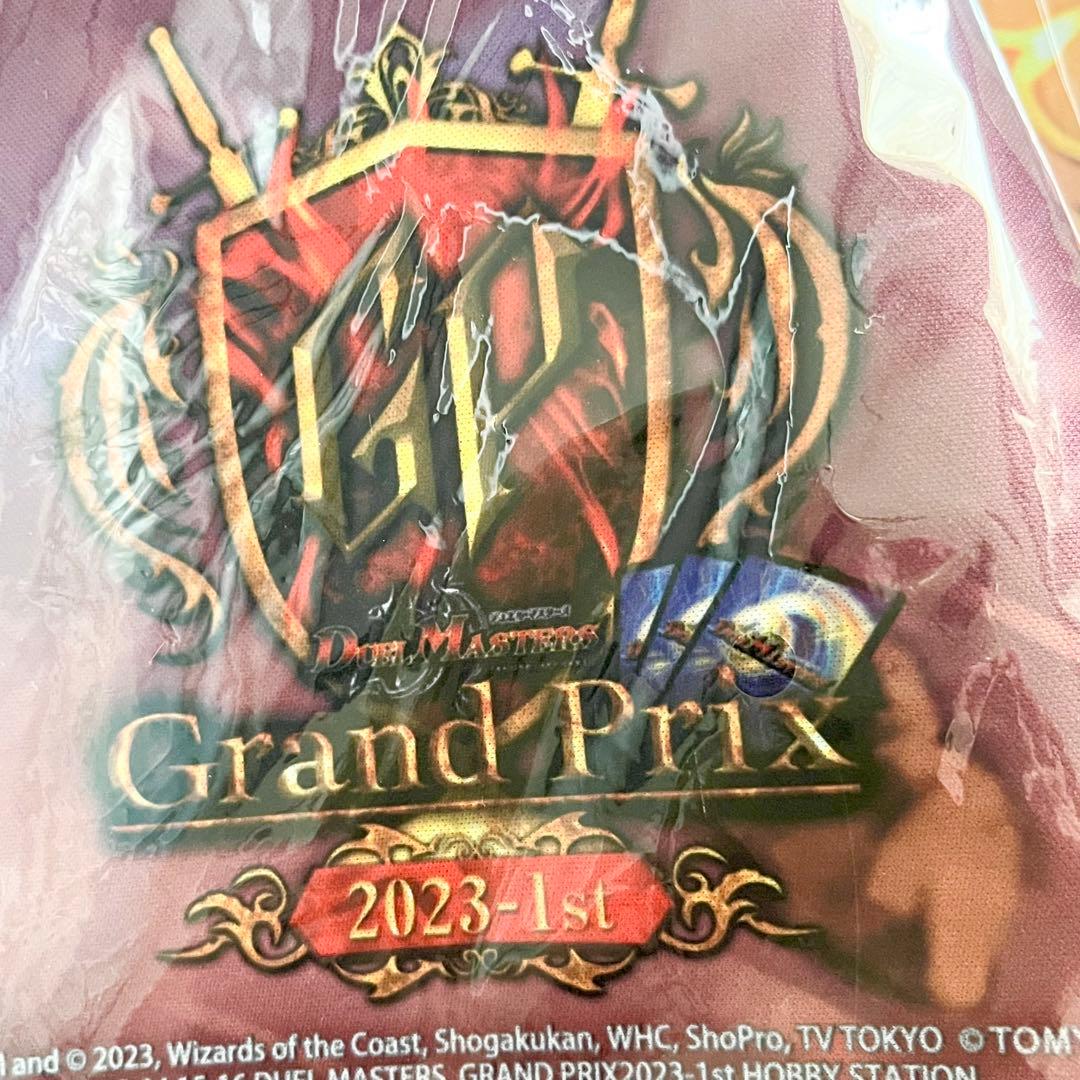 GP
デュエル・マスターズ
DUEL MASTERS
Grand Prix
2023-1st
and © 2023, Wizards of the Coast, Shogakukan, WHC, ShoPro, TV TOKYO © TOMY
DUEL MASTERS GRAND PRIX2023-1st HOBBY STATION